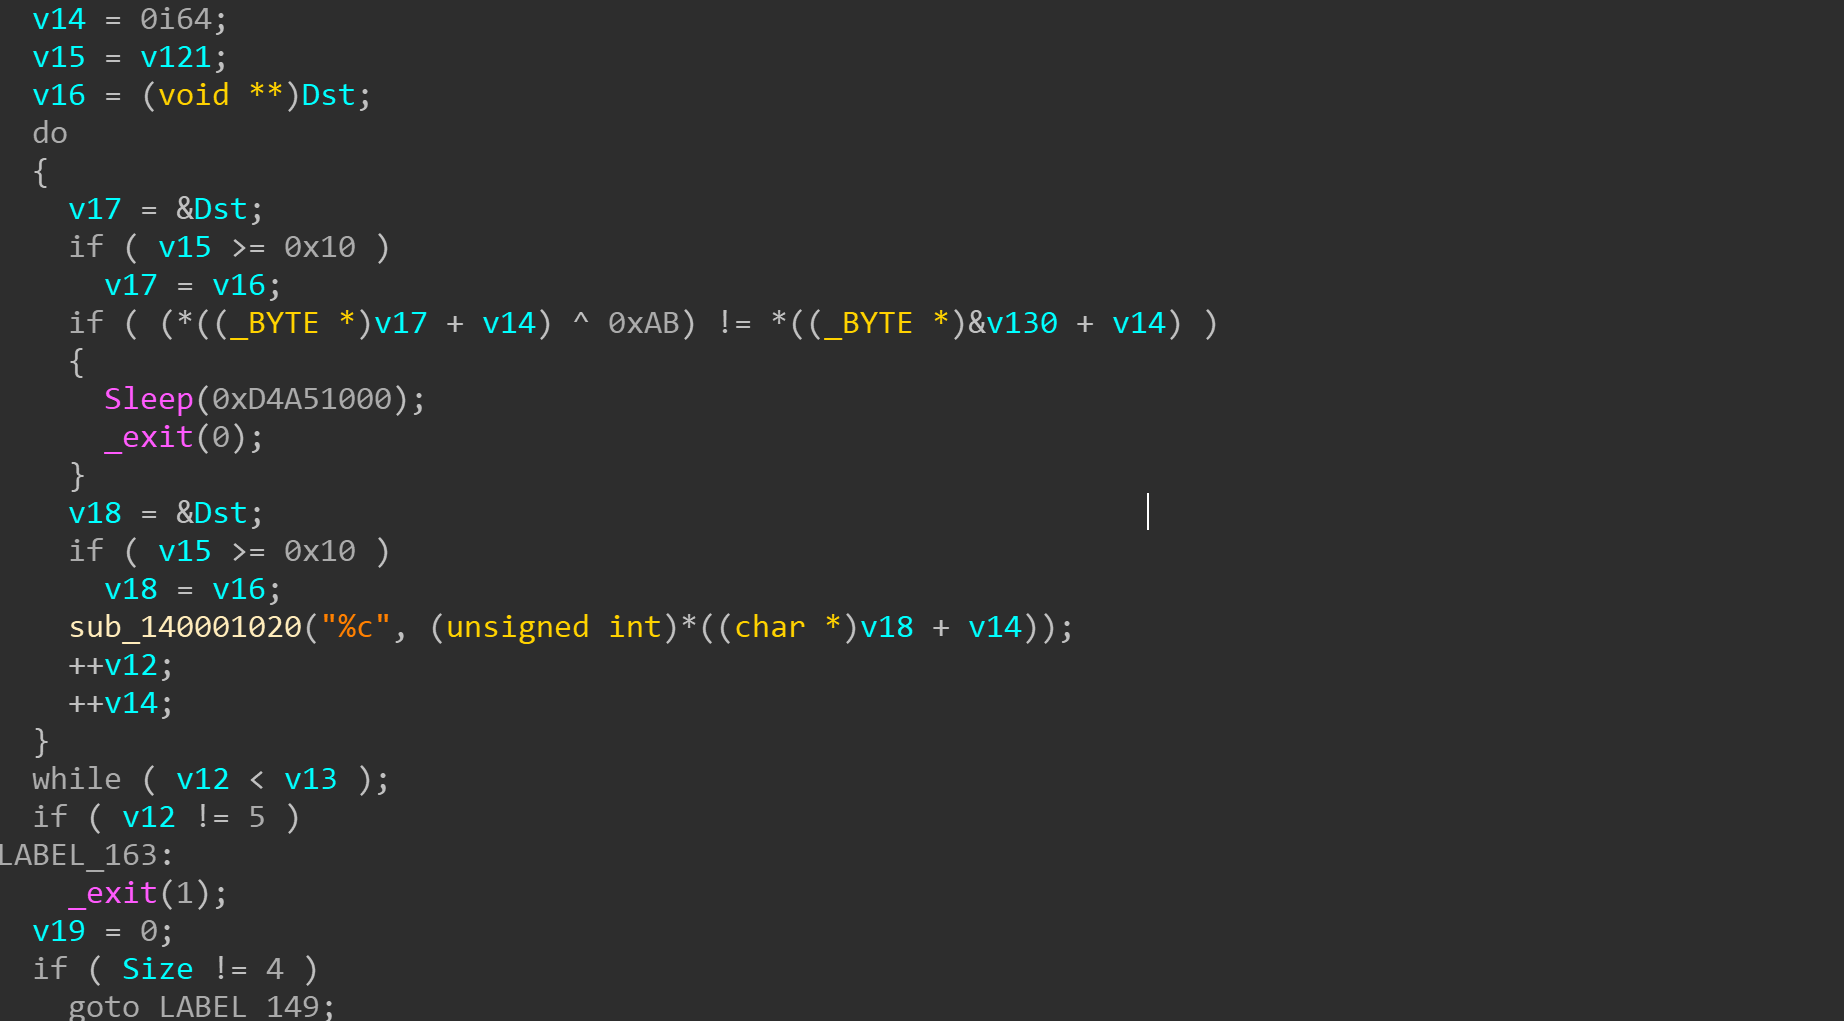 v14 = 0i64;
v15 = v121;
v16 = (void **)Dst;
do
{
v17 = &Dst;
if ( v15 >= 0x10 )
v17 = v16;
if ( (*((_BYTE *)v17 + v14) ^ 0xAB) != *((_BYTE *)&v130 + v14) )
{
Sleep(0xD4A51000);
_exit(0);
}
v18 = &Dst;
if ( v15 >= 0x10 )
v18 = v16;
sub_140001020("%c", (unsigned int)*((char *)v18 + v14));
++v12;
++v14;
}
while ( v12 < v13 );
if ( v12 != 5 )
LABEL_163:
_exit(1);
v19 = 0;
if ( Size != 4 )
goto LABEL_149;